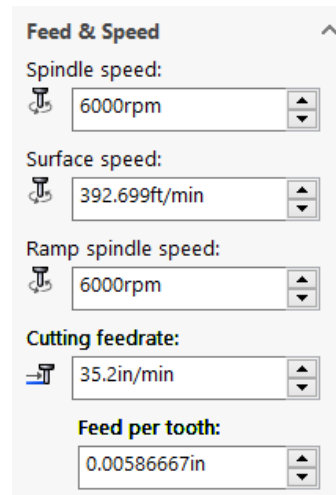 Feed & Speed
Spindle speed:
6000rpm
Surface speed:
392.699ft/min
Ramp spindle speed:
6000rpm
Cutting feedrate:
35.2in/min
Feed per tooth:
0.00586667in